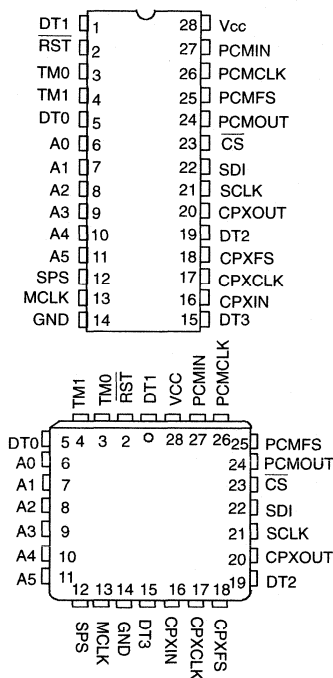 DT1 1 28 Vcc
RST 2 27 PCMIN
TM0 3 26 PCMCLK
TM1 4 25 PCMFS
DT0 5 24 PCMOUT
A0 6 23 CS
A1 7 22 SDI
A2 8 21 SCLK
A3 9 20 CPXOUT
A4 10 19 DT2
A5 11 18 CPXFS
SPS 12 17 CPXCLK
MCLK 13 16 CPXIN
GND 14 15 DT3
TM1 TM0 RST DT1 VCC PCMIN PCMCLK
DT0 5 4 3 2 28 27 26 25 PCMFS
A0 6 24 PCMOUT
A1 7 23 CS
A2 8 22 SDI
A3 9 21 SCLK
A4 10 20 CPXOUT
A5 11 19 DT2
12 13 14 15 16 17 18
SPS MCLK GND DT3 CPXIN CPXCLK CPXFS